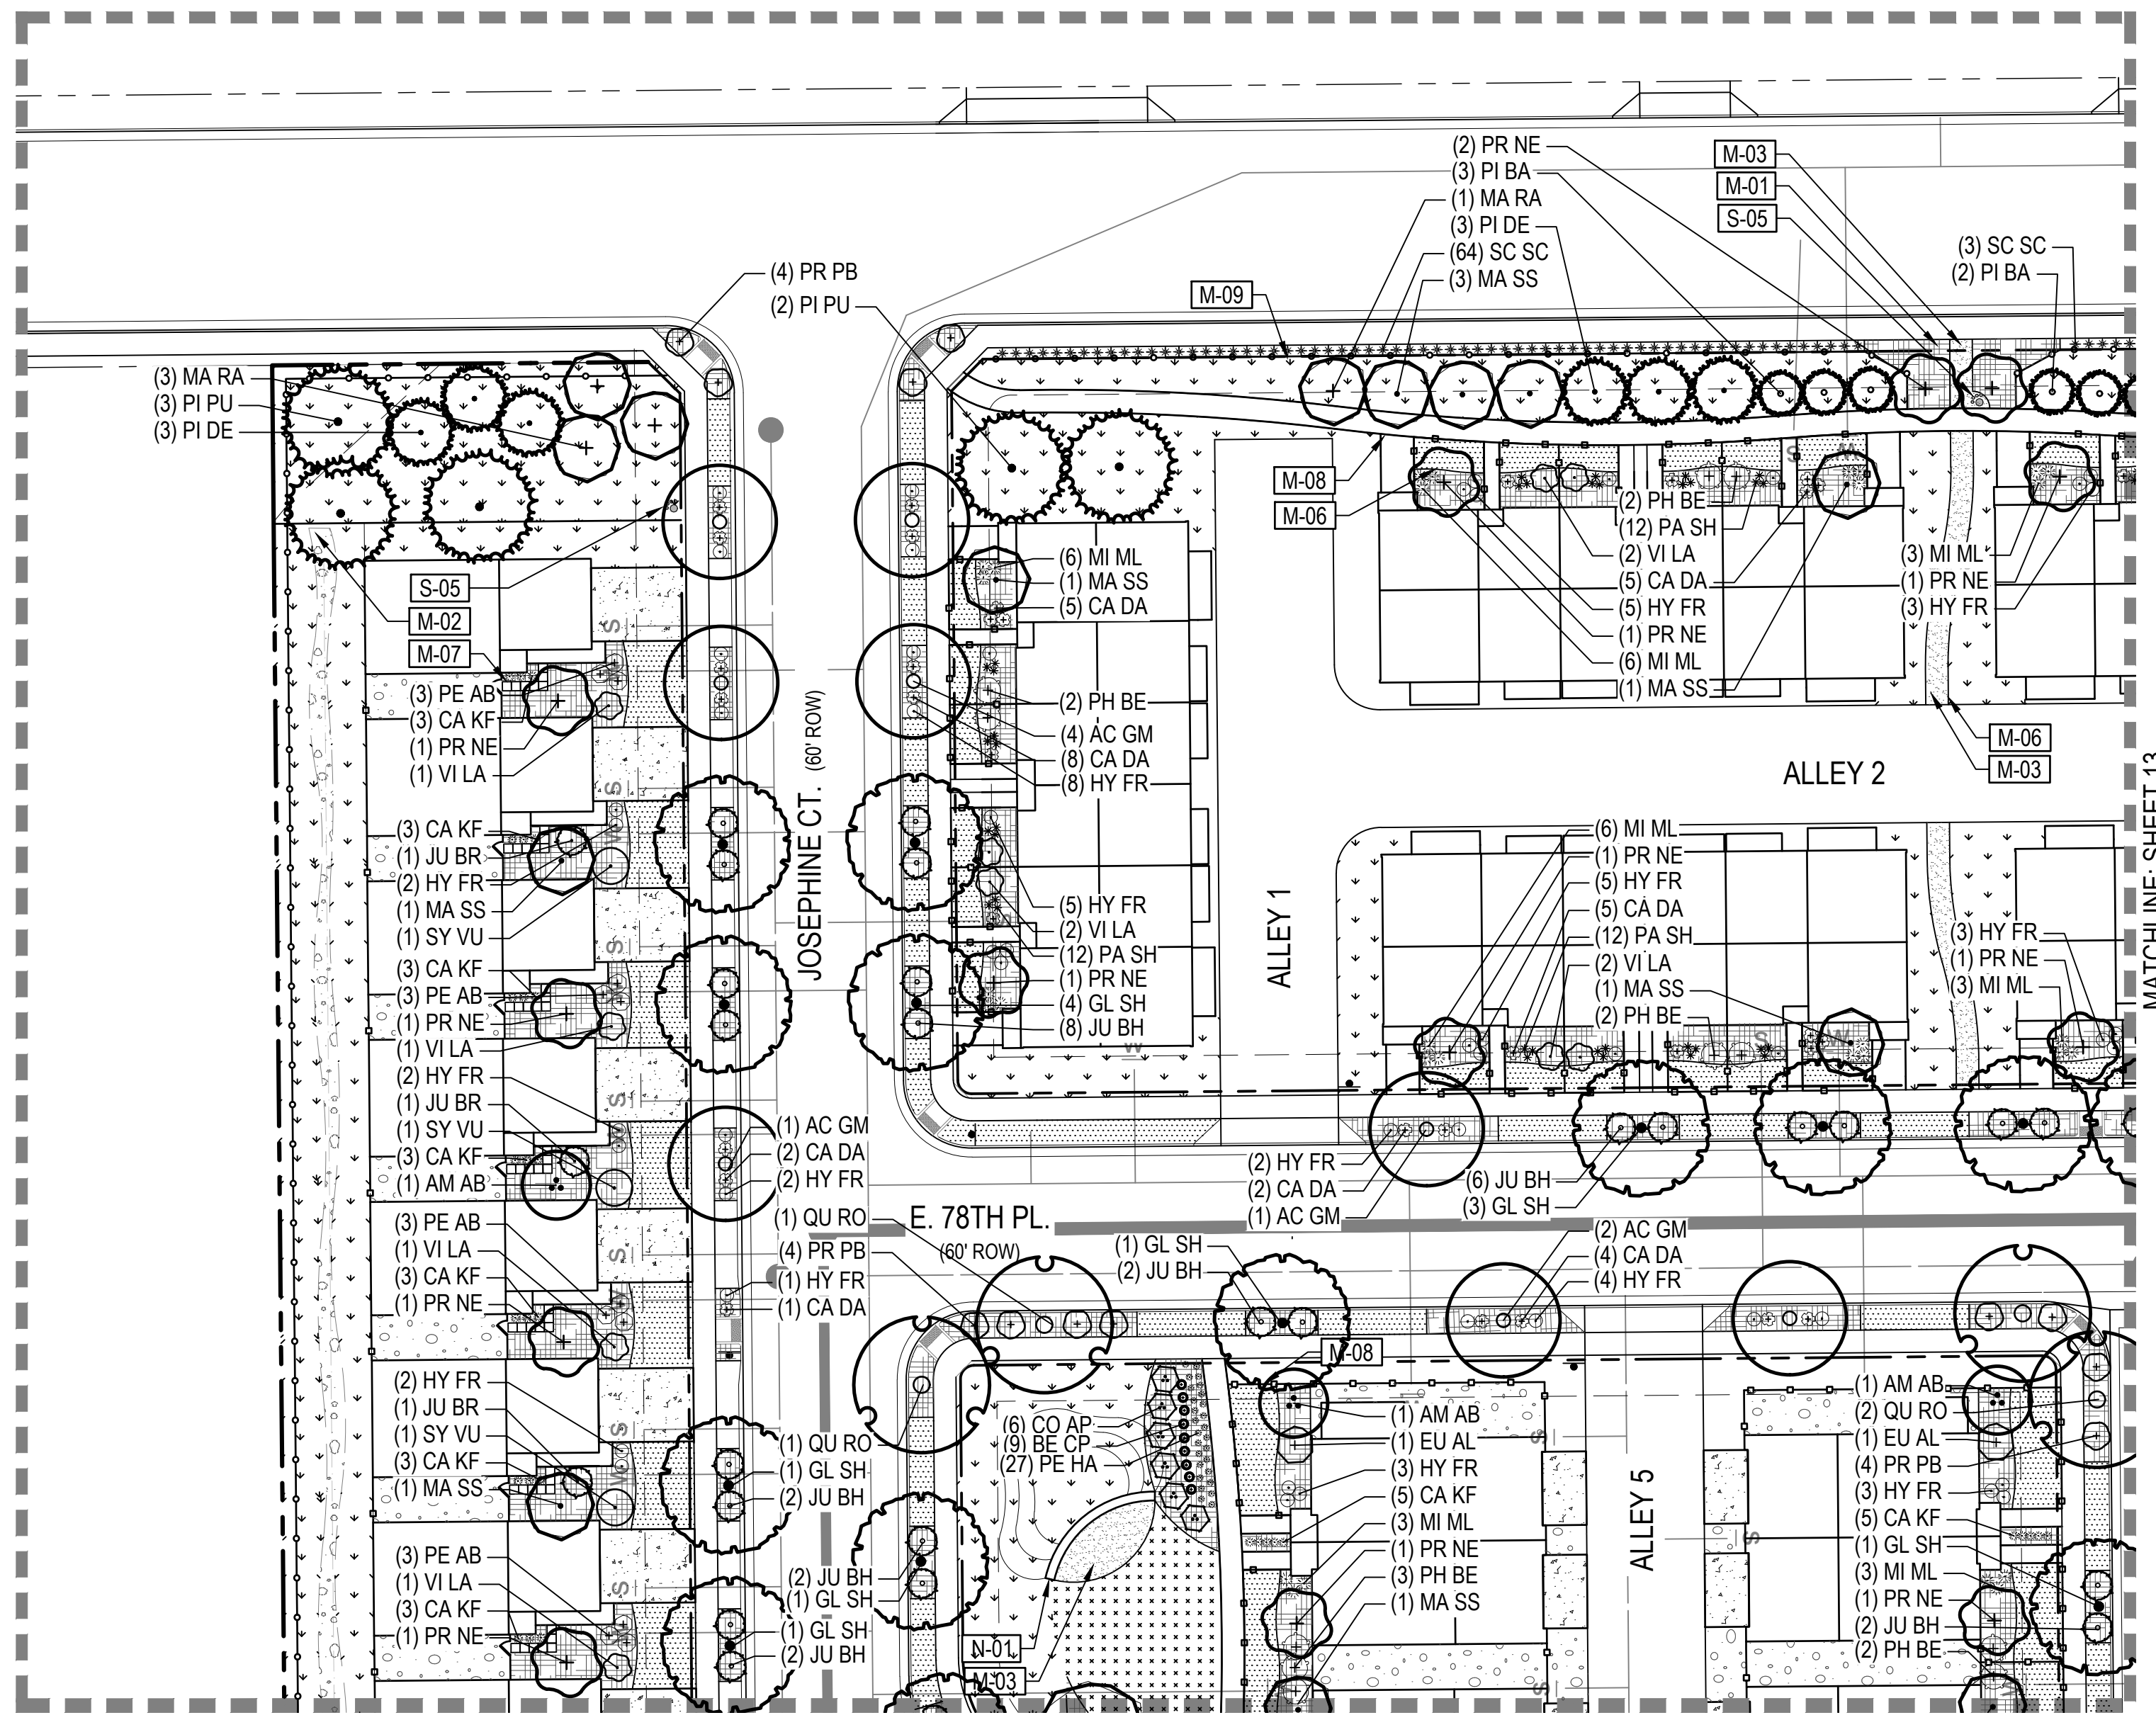 (2) PR NE
(3) PI BA
(1) MA RA
(3) PI DE
(64) SC SC
(3) MA SS
M-03
M-01
S-05
(3) SC SC
(2) PI BA
(4) PR PB
(2) PI PU
M-09
(3) MA RA
(3) PI PU
(3) PI DE
M-08
M-06
(2) PH BE
(12) PA SH
(2) VI LA
(5) CA DA
(5) HY FR
(1) PR NE
(6) MI ML
(1) MA SS
(3) MI ML
(1) PR NE
(3) HY FR
S-05
M-02
M-07
(6) MI ML
(1) MA SS
(5) CA DA
(3) PE AB
(3) CA KF
(1) PR NE
(1) VI LA
(2) PH BE
(4) AC GM
(8) CA DA
(8) HY FR
JOSEPHINE CT. (60' ROW)
M-06
M-03
ALLEY 2
MATCHLINE: SHEET 13
(3) CA KF
(1) JU BR
(2) HY FR
(1) MA SS
(1) SY VU
(5) HY FR
(2) VI LA
(12) PA SH
(1) PR NE
(4) GL SH
(8) JU BH
ALLEY 1
(6) MI ML
(1) PR NE
(5) HY FR
(5) CA DA
(12) PA SH
(2) VI LA
(1) MA SS
(2) PH BE
(3) HY FR
(1) PR NE
(3) MI ML
(3) CA KF
(3) PE AB
(1) PR NE
(1) VI LA
(2) HY FR
(1) JU BR
(1) SY VU
(3) CA KF
(1) AM AB
(1) AC GM
(2) CA DA
(2) HY FR
(2) HY FR
(2) CA DA
(1) AC GM
(6) JU BH
(3) GL SH
(1) QU RO
E. 78TH PL.
(60' ROW)
(4) PR PB
(1) HY FR
(1) CA DA
(1) GL SH
(2) JU BH
(2) AC GM
(4) CA DA
(4) HY FR
(3) PE AB
(1) VI LA
(3) CA KF
(1) PR NE
M-08
(2) HY FR
(1) JU BR
(1) SY VU
(3) CA KF
(1) MA SS
(1) QU RO
(1) GL SH
(2) JU BH
(6) CO AP
(9) BE CP
(27) PE HA
(1) AM AB
(1) EU AL
(3) HY FR
(5) CA KF
(3) MI ML
(1) PR NE
(3) PH BE
(1) MA SS
ALLEY 5
(1) AM AB
(2) QU RO
(1) EU AL
(4) PR PB
(3) HY FR
(5) CA KF
(1) GL SH
(3) MI ML
(1) PR NE
(2) JU BH
(2) PH BE
(3) PE AB
(1) VI LA
(3) CA KF
(1) PR NE
(2) JU BH
(1) GL SH
(1) GL SH
(2) JU BH
N-01
M-03